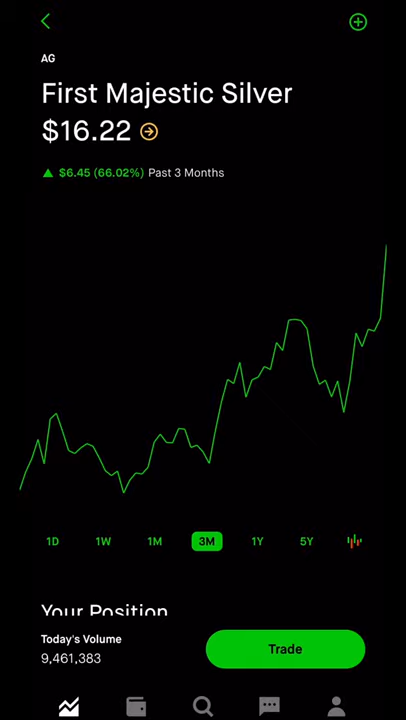 AG
First Majestic Silver
$16.22
$6.45 (66.02%) Past 3 Months
1D 1W 1M 3M 1Y 5Y
Your Position
Today's Volume
9,461,383
Trade